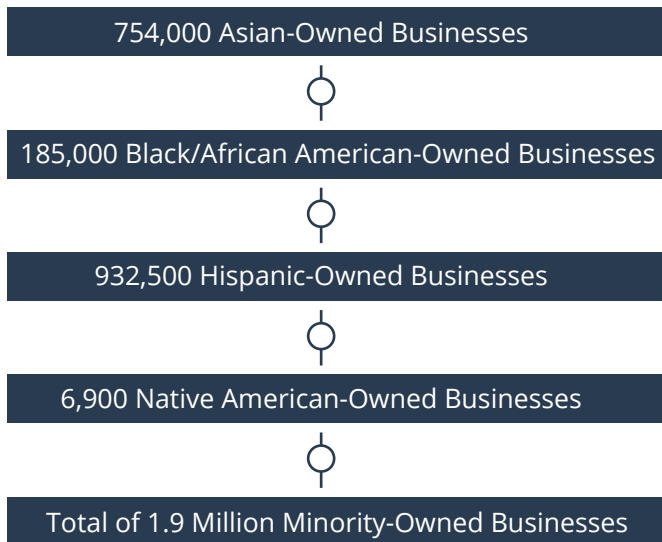 754,000 Asian-Owned Businesses
185,000 Black/African American-Owned Businesses
932,500 Hispanic-Owned Businesses
6,900 Native American-Owned Businesses
Total of 1.9 Million Minority-Owned Businesses